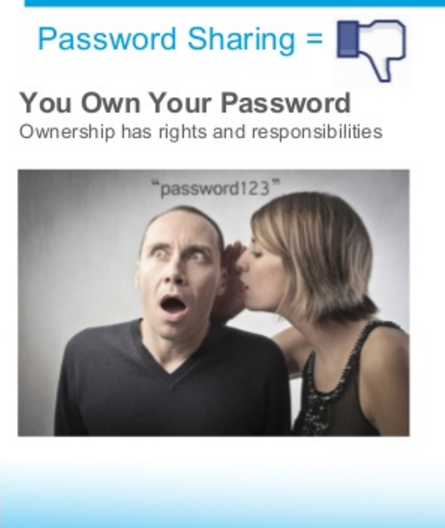 Password Sharing =
You Own Your Password
Ownership has rights and responsibilities
"password123"